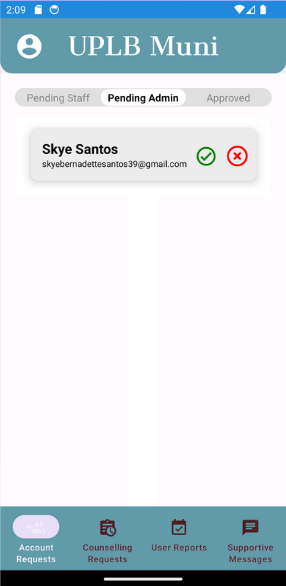 2:09
UPLB Muni
Pending Staff Pending Admin Approved
Skye Santos
skyebernadettesantos39@gmail.com
Account Requests
Counselling Requests
User Reports
Supportive Messages